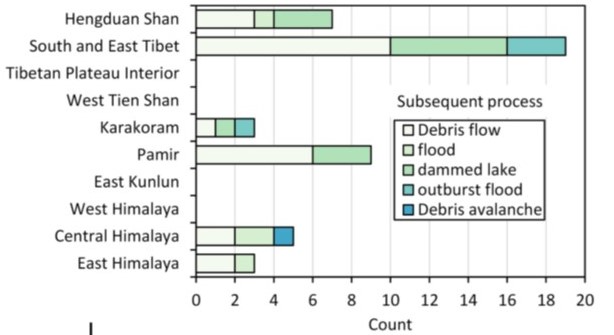 Hengduan Shan
South and East Tibet
Tibetan Plateau Interior
West Tien Shan
Karakoram
Pamir
East Kunlun
West Himalaya
Central Himalaya
East Himalaya
Subsequent process
Debris flow
flood
dammed lake
outburst flood
Debris avalanche
0 2 4 6 8 10 12 14 16 18 20
Count